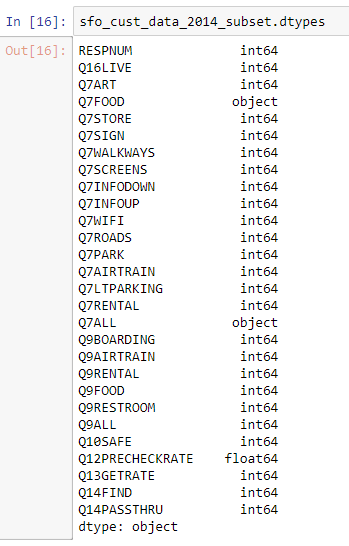 In [16]: sfo_cust_data_2014_subset.dtypes
Out[16]: RESPNUM int64
Q16LIVE int64
Q7ART int64
Q7FOOD object
Q7STORE int64
Q7SIGN int64
Q7WALKWAYS int64
Q7SCREENS int64
Q7INFODOWN int64
Q7INFOUP int64
Q7WIFI int64
Q7ROADS int64
Q7PARK int64
Q7AIRTRAIN int64
Q7LTPARKING int64
Q7RENTAL int64
Q7ALL object
Q9BOARDING int64
Q9AIRTRAIN int64
Q9RENTAL int64
Q9FOOD int64
Q9RESTROOM int64
Q9ALL int64
Q10SAFE int64
Q12PRECHECKRATE float64
Q13GETRATE int64
Q14FIND int64
Q14PASSTHRU int64
dtype: object